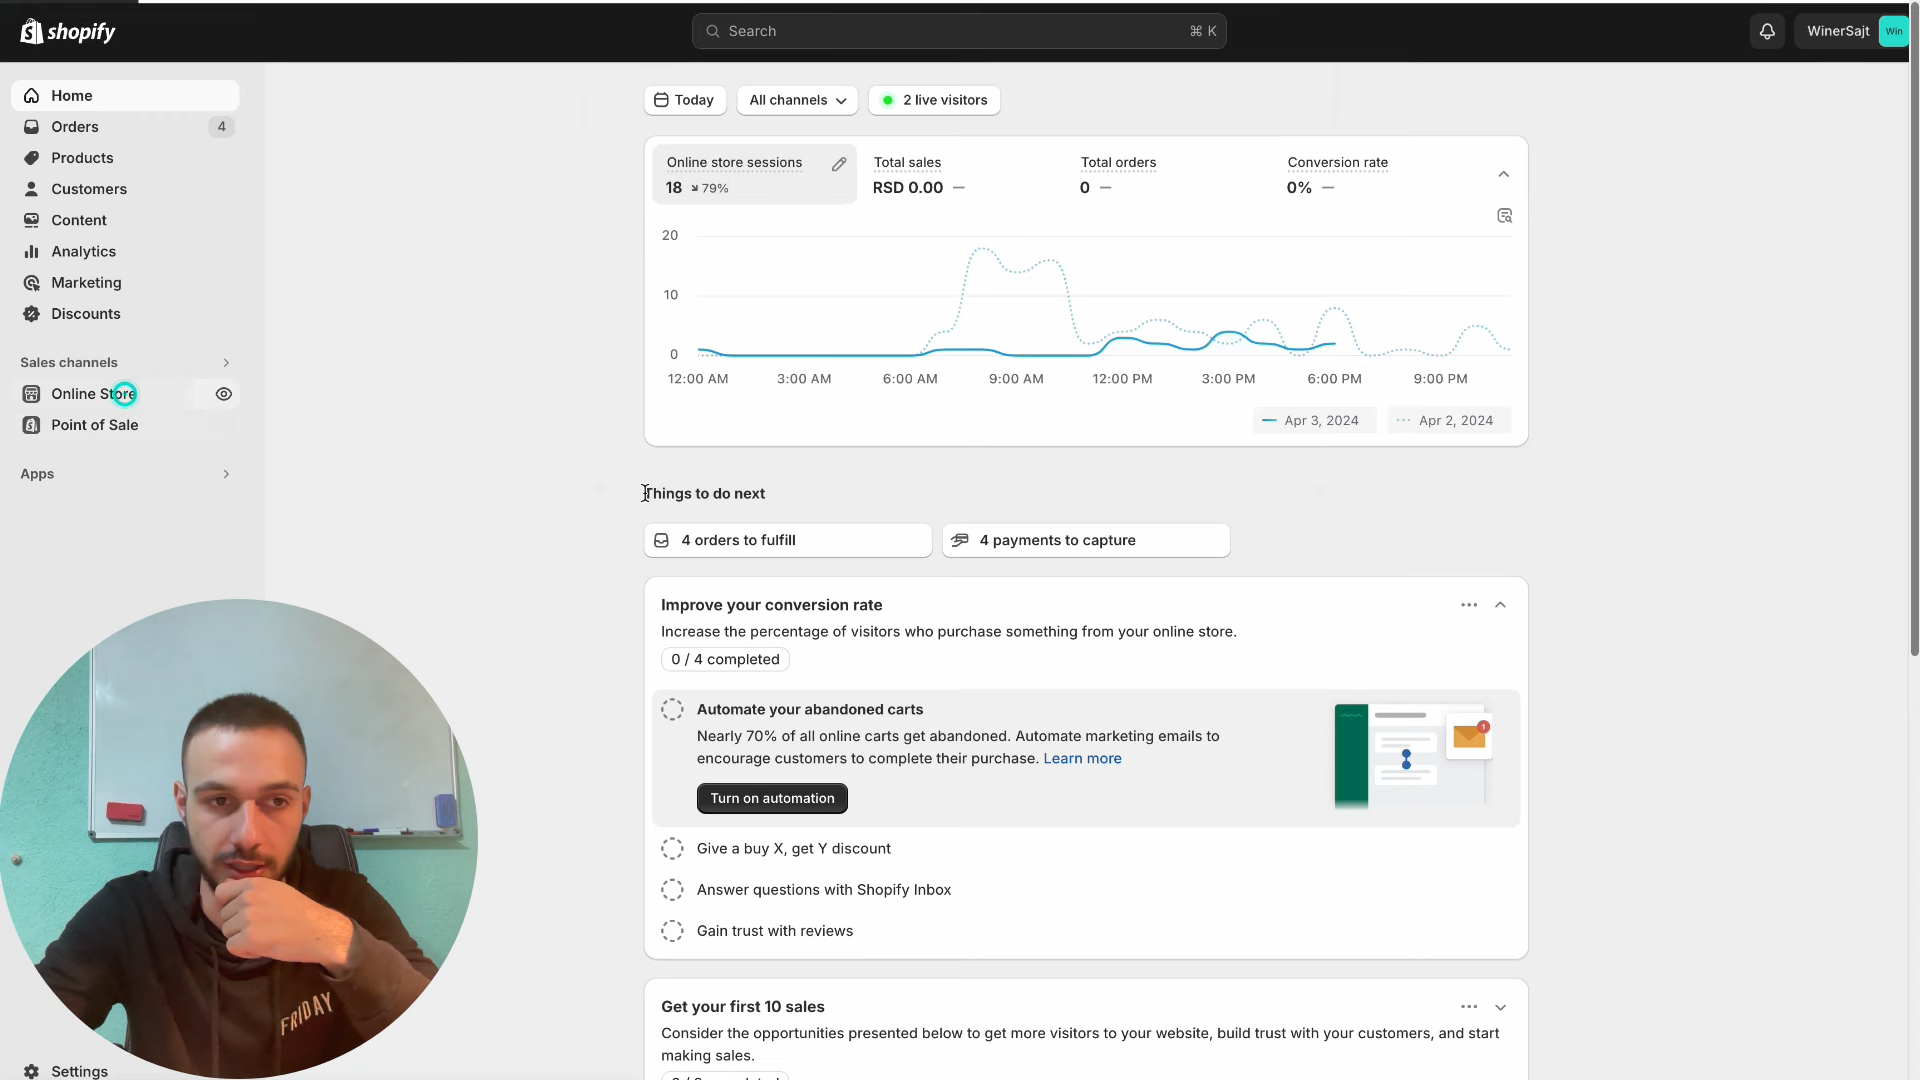 shopify
Search
⌘ K
WinerSajt
Win
Home
Orders
4
Products
Customers
Content
Analytics
Marketing
Discounts
Sales channels
Online Store
Point of Sale
Apps
Settings
Today
All channels
2 live visitors
Online store sessions
18
79%
Total sales
RSD 0.00 —
Total orders
0 —
Conversion rate
0% —
20
10
0
12:00 AM
3:00 AM
6:00 AM
9:00 AM
12:00 PM
3:00 PM
6:00 PM
9:00 PM
Apr 3, 2024
Apr 2, 2024
Things to do next
4 orders to fulfill
4 payments to capture
Improve your conversion rate
Increase the percentage of visitors who purchase something from your online store.
0 / 4 completed
Automate your abandoned carts
Nearly 70% of all online carts get abandoned. Automate marketing emails to
encourage customers to complete their purchase. Learn more
Turn on automation
1
Give a buy X, get Y discount
Answer questions with Shopify Inbox
Gain trust with reviews
Get your first 10 sales
Consider the opportunities presented below to get more visitors to your website, build trust with your customers, and start
making sales.
FRIDAY